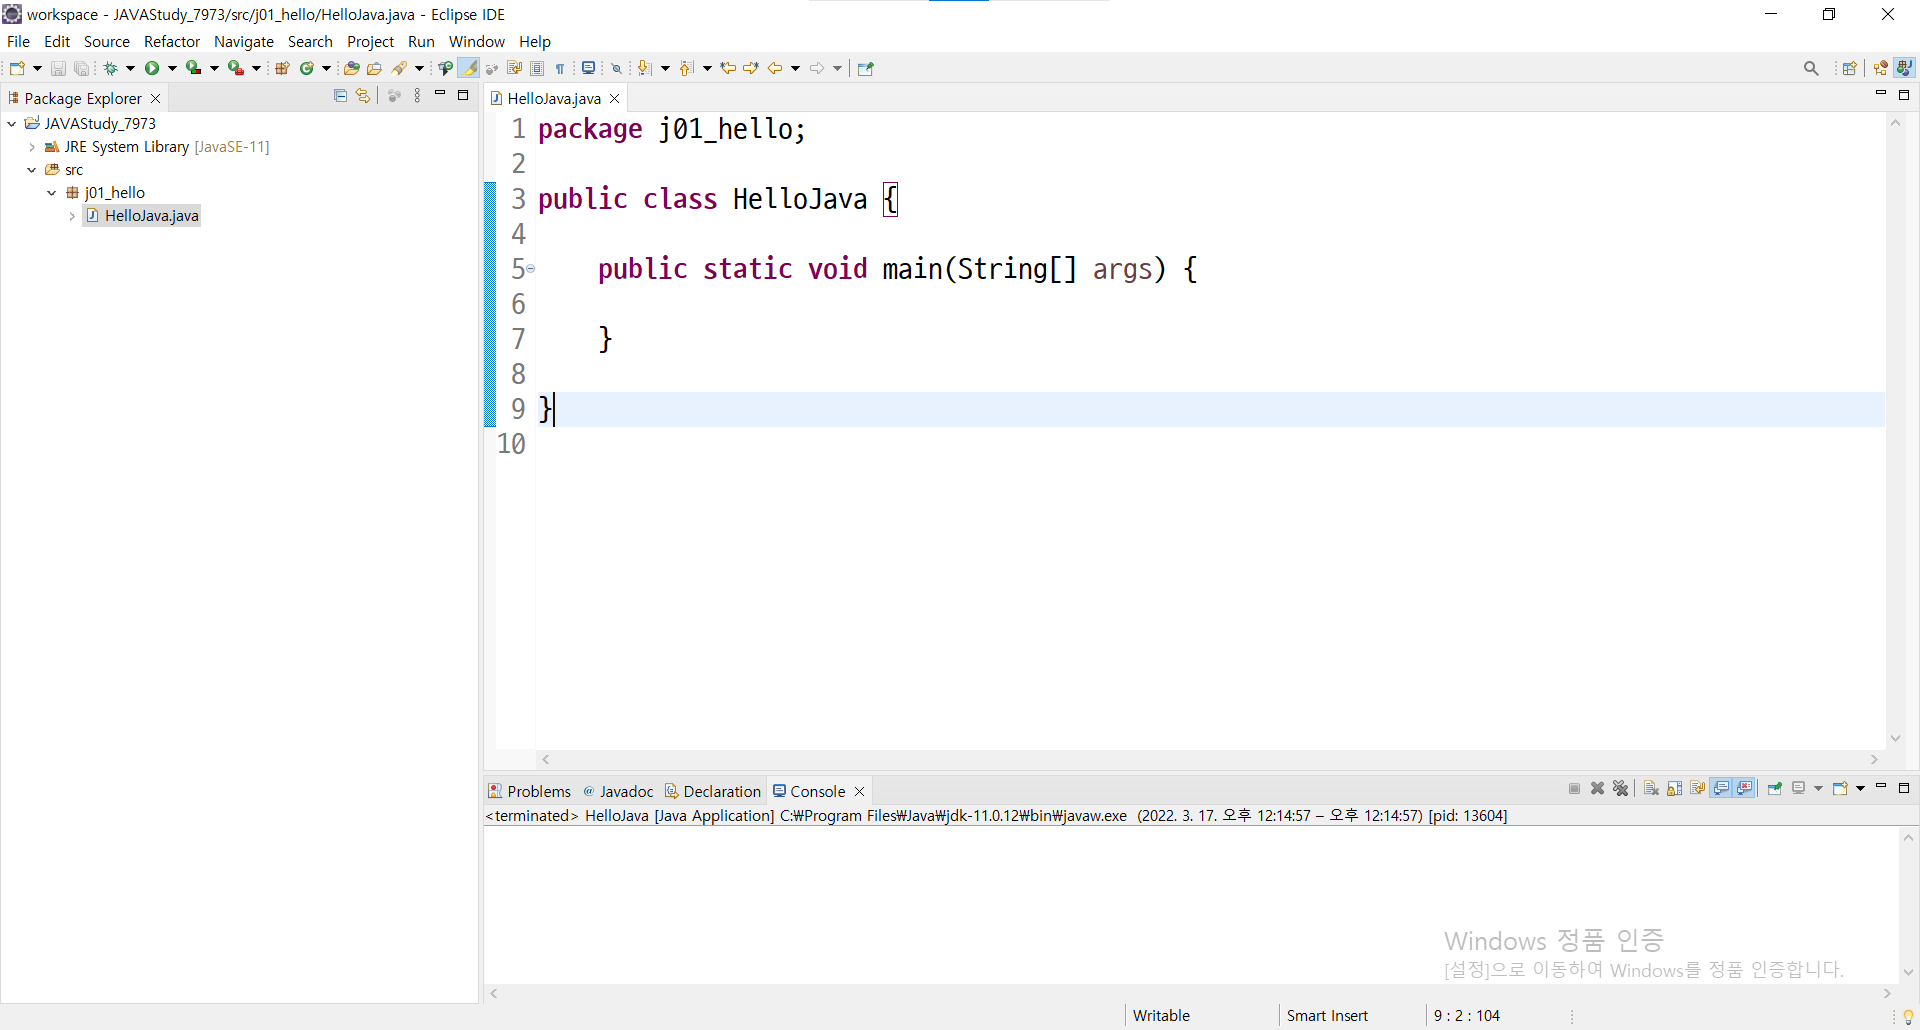 workspace - JAVAStudy_7973/src/j01_hello/HelloJava.java - Eclipse IDE
File Edit Source Refactor Navigate Search Project Run Window Help
Package Explorer
JAVAStudy_7973
JRE System Library [JavaSE-11]
src
j01_hello
HelloJava.java
HelloJava.java
1 package j01_hello;
2
3 public class HelloJava {
4
5 public static void main(String[] args) {
6
7 }
8
9 }
10
Problems @ Javadoc Declaration Console
<terminated> HelloJava [Java Application] C:₩Program Files₩Java₩jdk-11.0.12₩bin₩javaw.exe (2022. 3. 17. 오후 12:14:57 – 오후 12:14:57) [pid: 13604]
Windows 정품 인증
[설정]으로 이동하여 Windows를 정품 인증합니다.
Writable Smart Insert 9 : 2 : 104